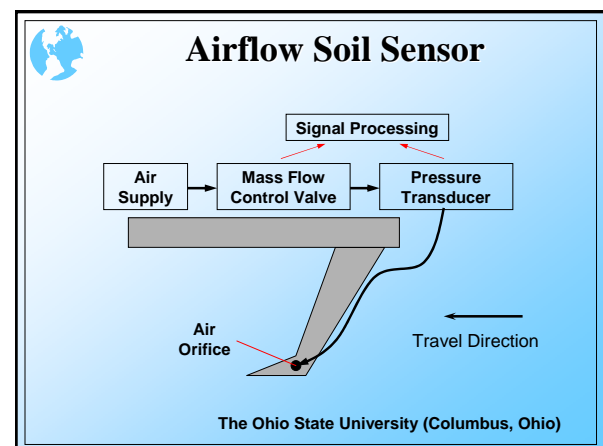 Airflow Soil Sensor
Signal Processing
Air
Supply
Mass Flow
Control Valve
Pressure
Transducer
Air
Orifice
Travel Direction
The Ohio State University (Columbus, Ohio)